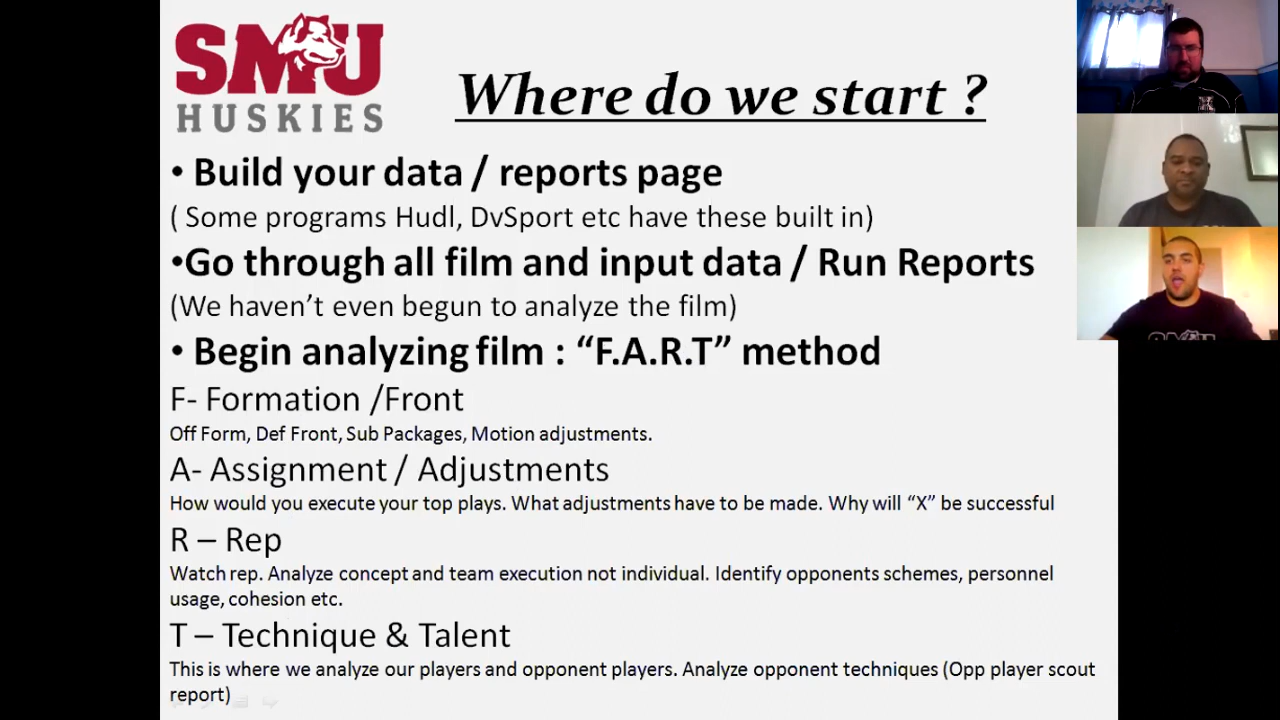 SMU
HUSKIES
Where do we start ?
• Build your data / reports page
( Some programs Hudl, DvSport etc have these built in)
•Go through all film and input data / Run Reports
(We haven’t even begun to analyze the film)
• Begin analyzing film : “F.A.R.T” method
F- Formation /Front
Off Form, Def Front, Sub Packages, Motion adjustments.
A- Assignment / Adjustments
How would you execute your top plays. What adjustments have to be made. Why will “X” be successful
R – Rep
Watch rep. Analyze concept and team execution not individual. Identify opponents schemes, personnel
usage, cohesion etc.
T – Technique & Talent
This is where we analyze our players and opponent players. Analyze opponent techniques (Opp player scout
report)